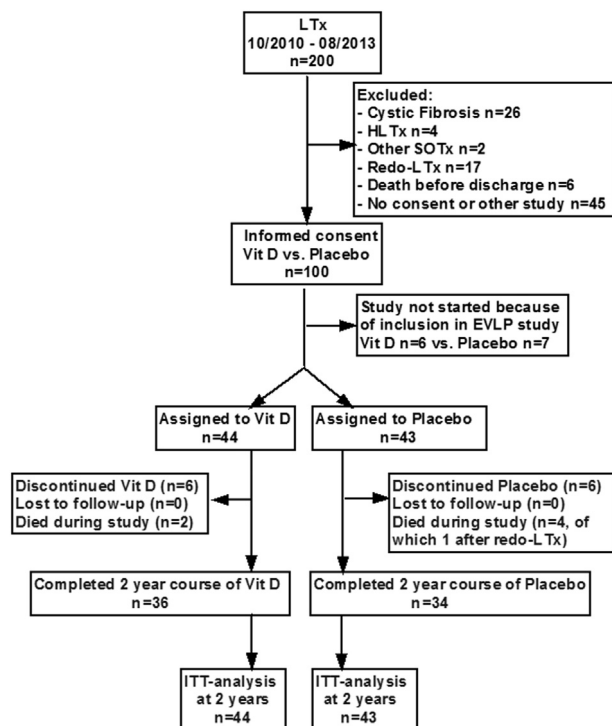 LTx
10/2010 - 08/2013
n=200
Excluded:
- Cystic Fibrosis n=26
- HLTx n=4
- Other SOTx n=2
- Redo-LTx n=17
- Death before discharge n=6
- No consent or other study n=45
Informed consent
Vit D vs. Placebo
n=100
Study not started because
of inclusion in EVLP study
Vit D n=6 vs. Placebo n=7
Assigned to Vit D
n=44
Assigned to Placebo
n=43
Discontinued Vit D (n=6)
Lost to follow-up (n=0)
Died during study (n=2)
Discontinued Placebo (n=6)
Lost to follow-up (n=0)
Died during study (n=4, of
which 1 after redo-LTx)
Completed 2 year course of Vit D
n=36
Completed 2 year course of Placebo
n=34
ITT-analysis
at 2 years
n=44
ITT-analysis
at 2 years
n=43